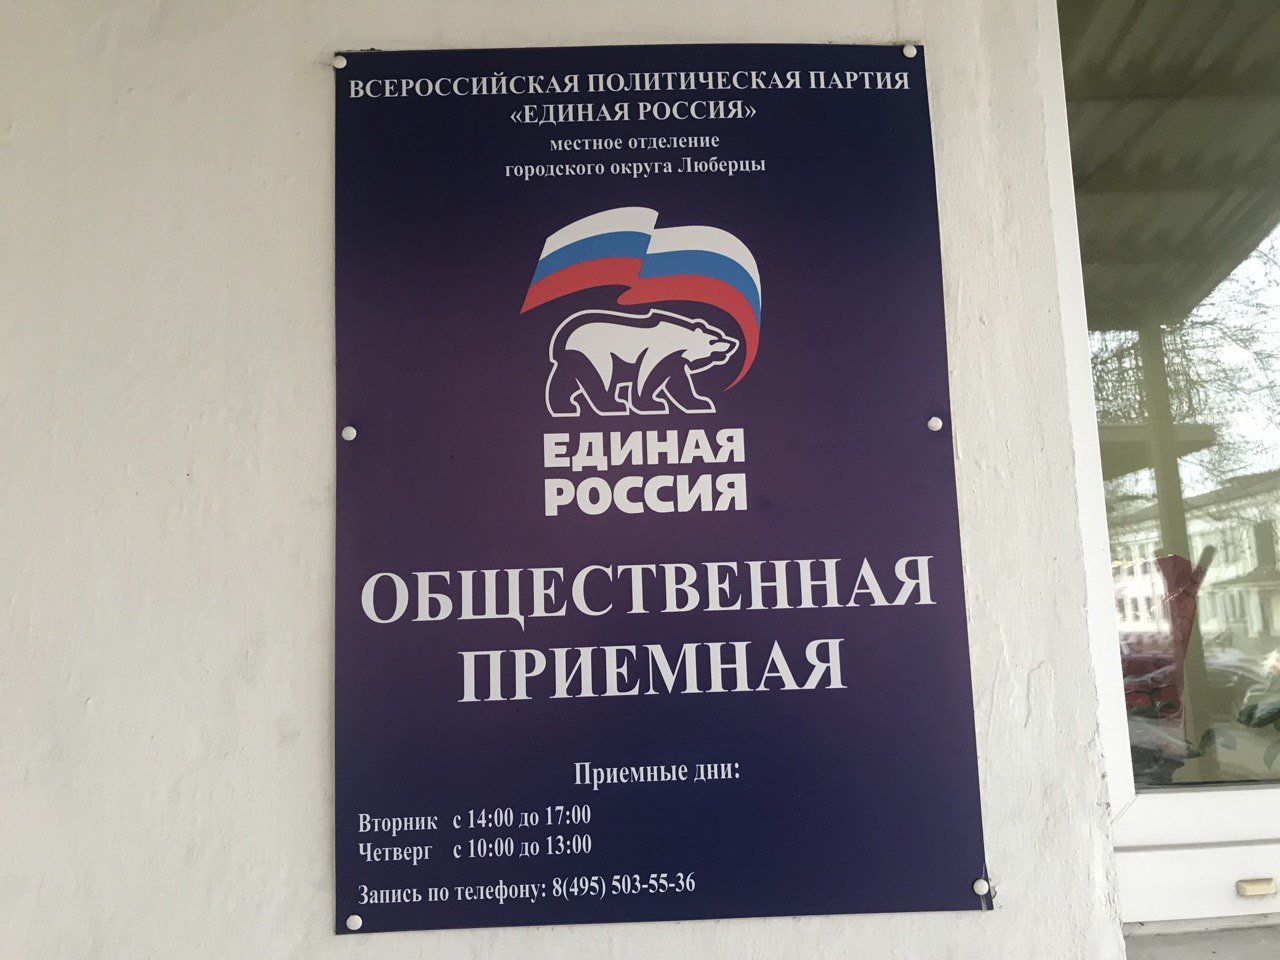 ВСЕРОССИЙСКАЯ ПОЛИТИЧЕСКАЯ ПАРТИЯ
«ЕДИНАЯ РОССИЯ»
местное отделение
городского округа Люберцы
ЕДИНАЯ
РОССИЯ
ОБЩЕСТВЕННАЯ
ПРИЕМНАЯ
Приемные дни:
Вторник с 14:00 до 17:00
Четверг с 10:00 до 13:00
Запись по телефону: 8(495) 503-55-36